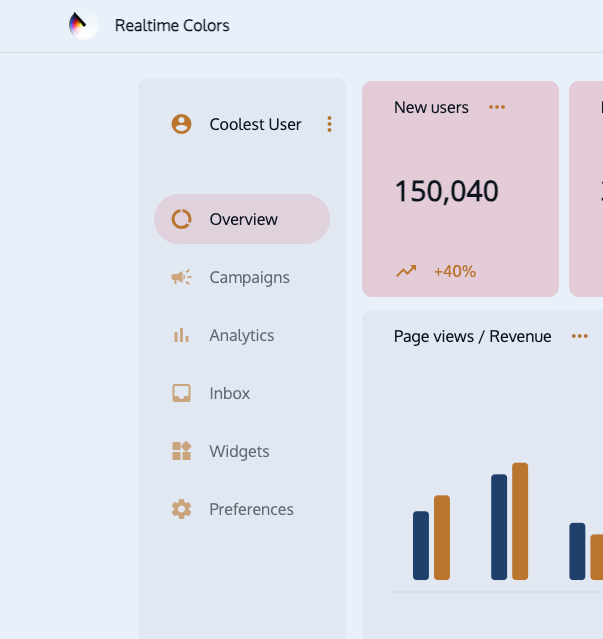 Realtime Colors
Coolest User
Overview
Campaigns
Analytics
Inbox
Widgets
Preferences
New users
150,040
+40%
Page views / Revenue